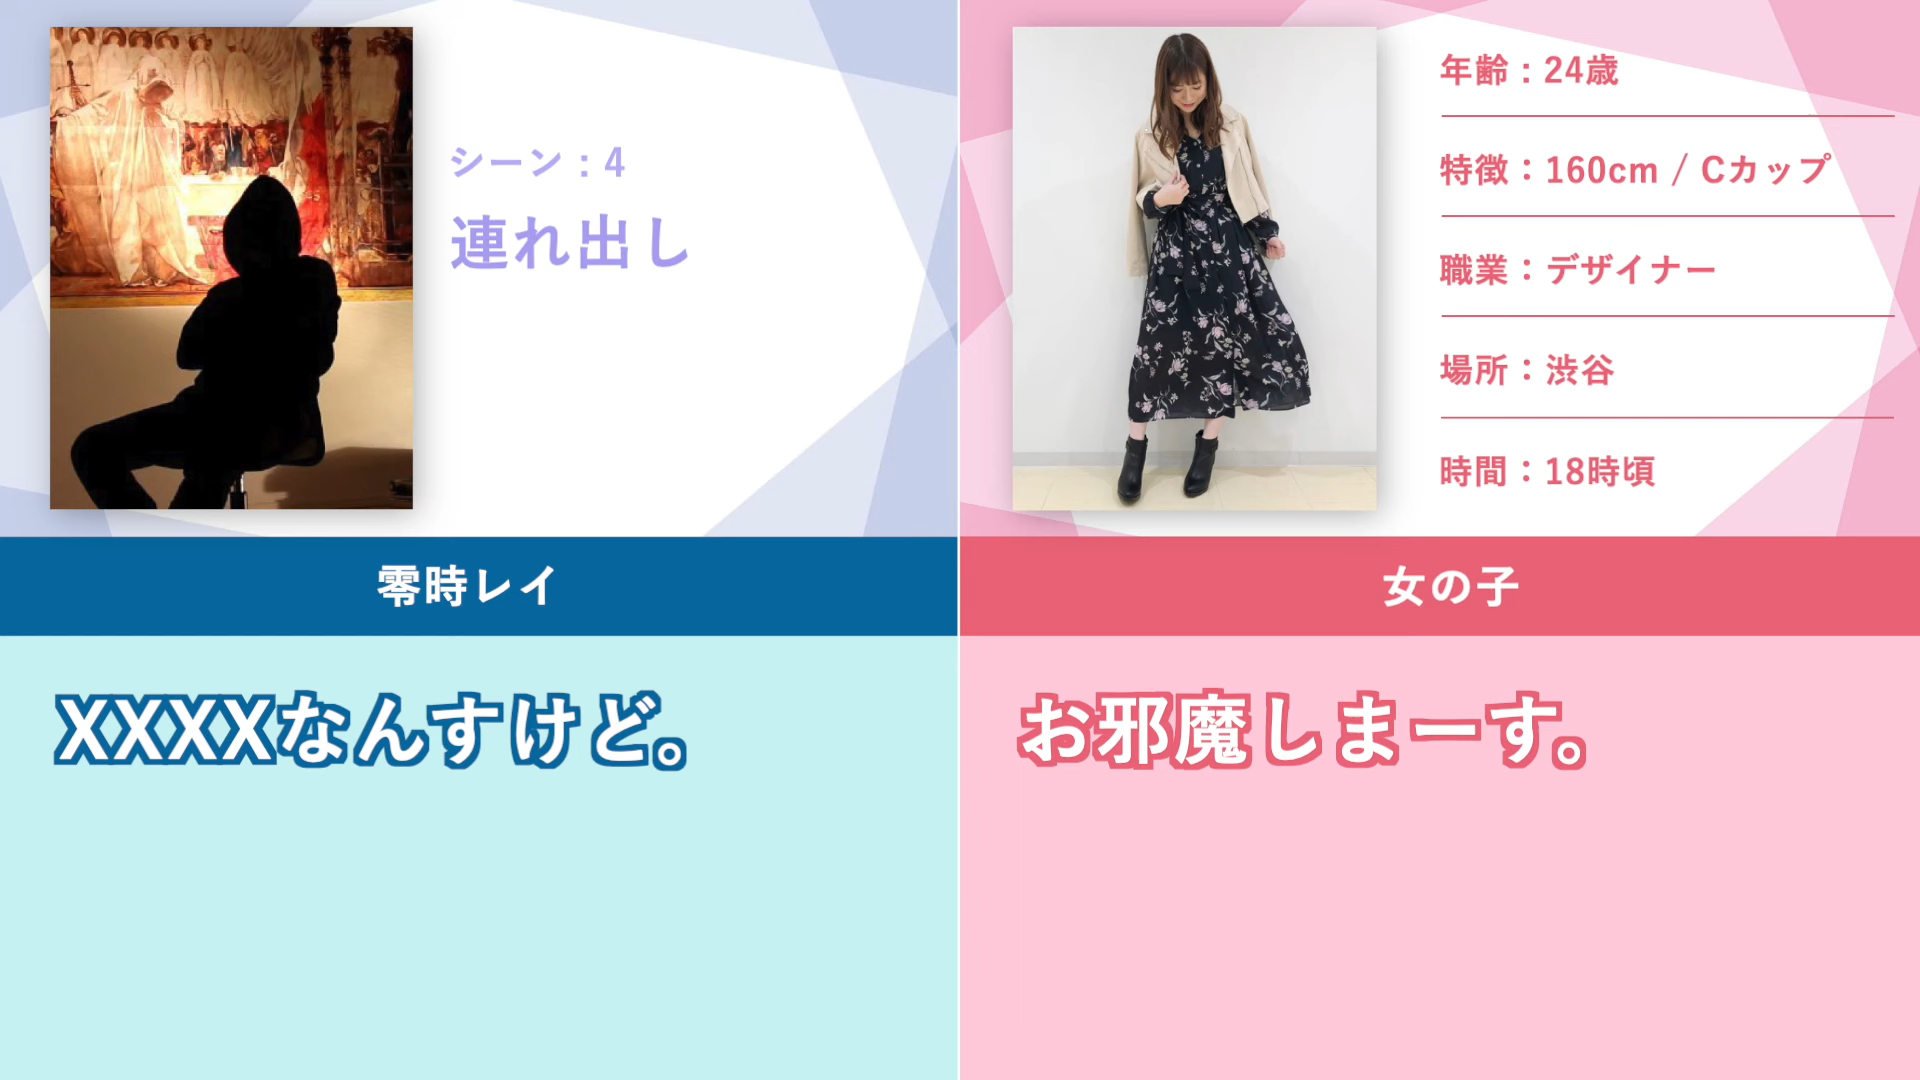 シーン：4
連れ出し
零時レイ
XXXXなんすけど。
年齢：24歳
特徴：160cm / Cカップ
職業：デザイナー
場所：渋谷
時間：18時頃
女の子
お邪魔しまーす。